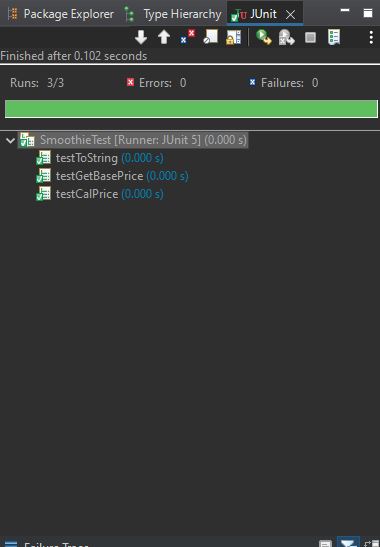 Package Explorer Type Hierarchy JUnit
Finished after 0.102 seconds
Runs: 3/3 Errors: 0 Failures: 0
SmoothieTest [Runner: JUnit 5] (0.000 s)
testToString (0.000 s)
testGetBasePrice (0.000 s)
testCalPrice (0.000 s)
Failure Trace